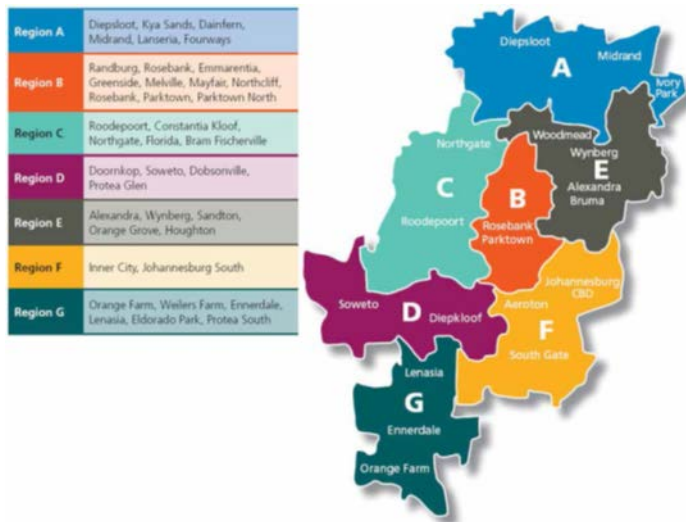 Region A
Diepsloot, Kya Sands, Dainfern,
Midrand, Lanseria, Fourways
Region B
Randburg, Rosebank, Emmarentia,
Greenside, Melville, Mayfair, Northcliff,
Rosebank, Parktown, Parktown North
Region C
Roodepoort, Constantia Kloof,
Northgate, Florida, Bram Fischerville
Region D
Doornkop, Soweto, Dobsonville,
Protea Glen
Region E
Alexandra, Wynberg, Sandton,
Orange Grove, Houghton
Region F
Inner City, Johannesburg South
Region G
Orange Farm, Weilers Farm, Ennerdale,
Lenasia, Eldorado Park, Protea South
Diepsloot
Midrand
A
Ivory
Park
Woodmead
Northgate
Wynberg
E
C
B
Alexandra
Bruma
Roodepoort
Rosebank
Parktown
Johannesburg
CBD
Soweto
D
Diepkloof
Aeroton
F
South Gate
Lenasia
G
Ennerdale
Orange Farm